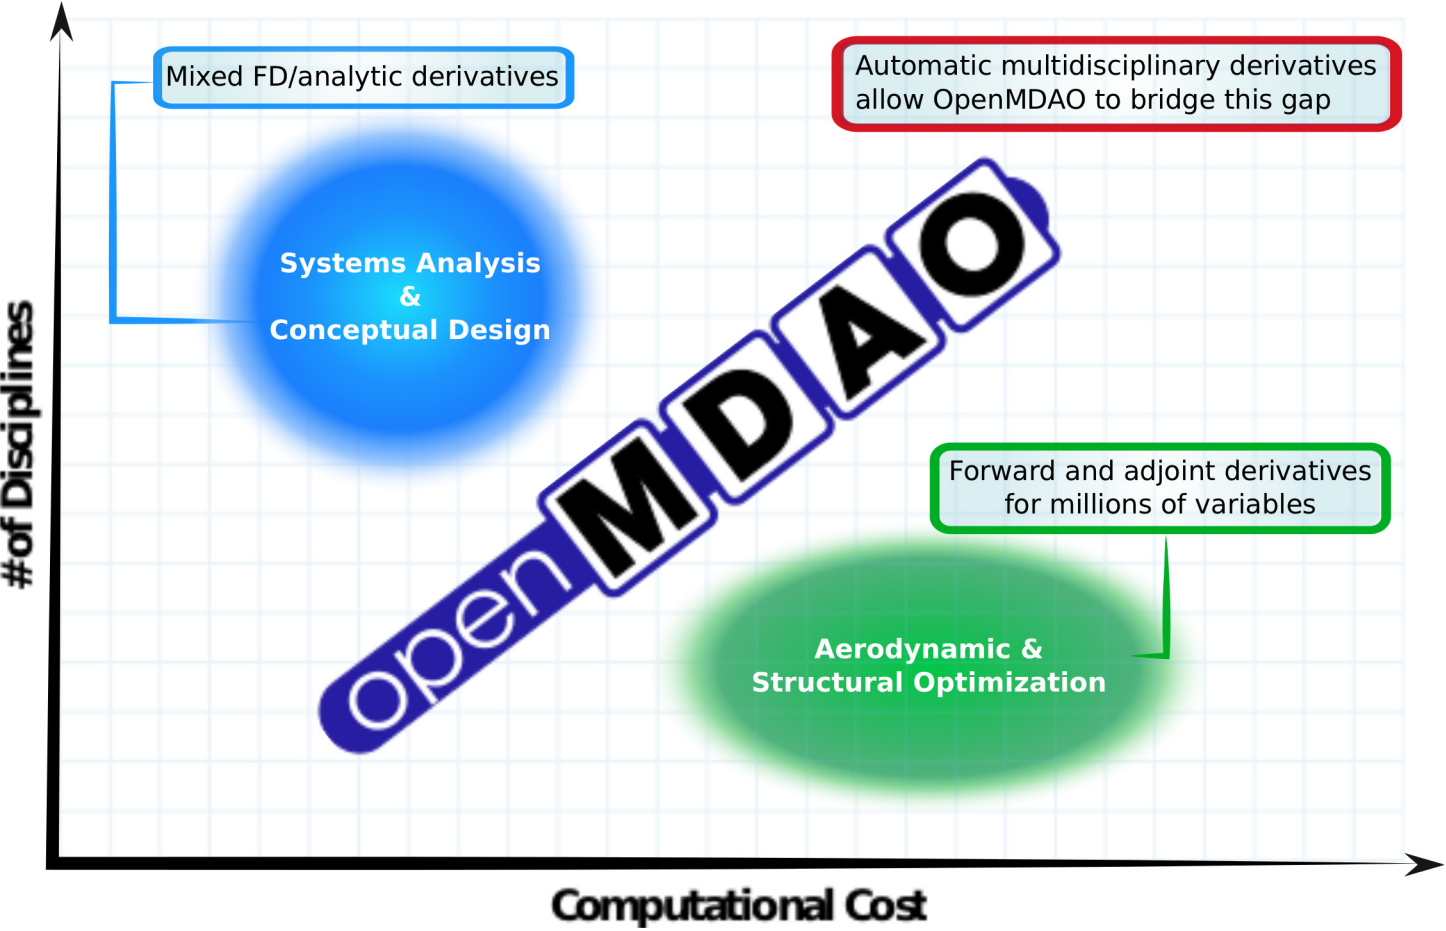 Mixed FD/analytic derivatives
Automatic multidisciplinary derivatives
allow OpenMDAO to bridge this gap
Systems Analysis
&
Conceptual Design
openMDAO
Forward and adjoint derivatives
for millions of variables
Aerodynamic &
Structural Optimization
# of Disciplines
Computational Cost